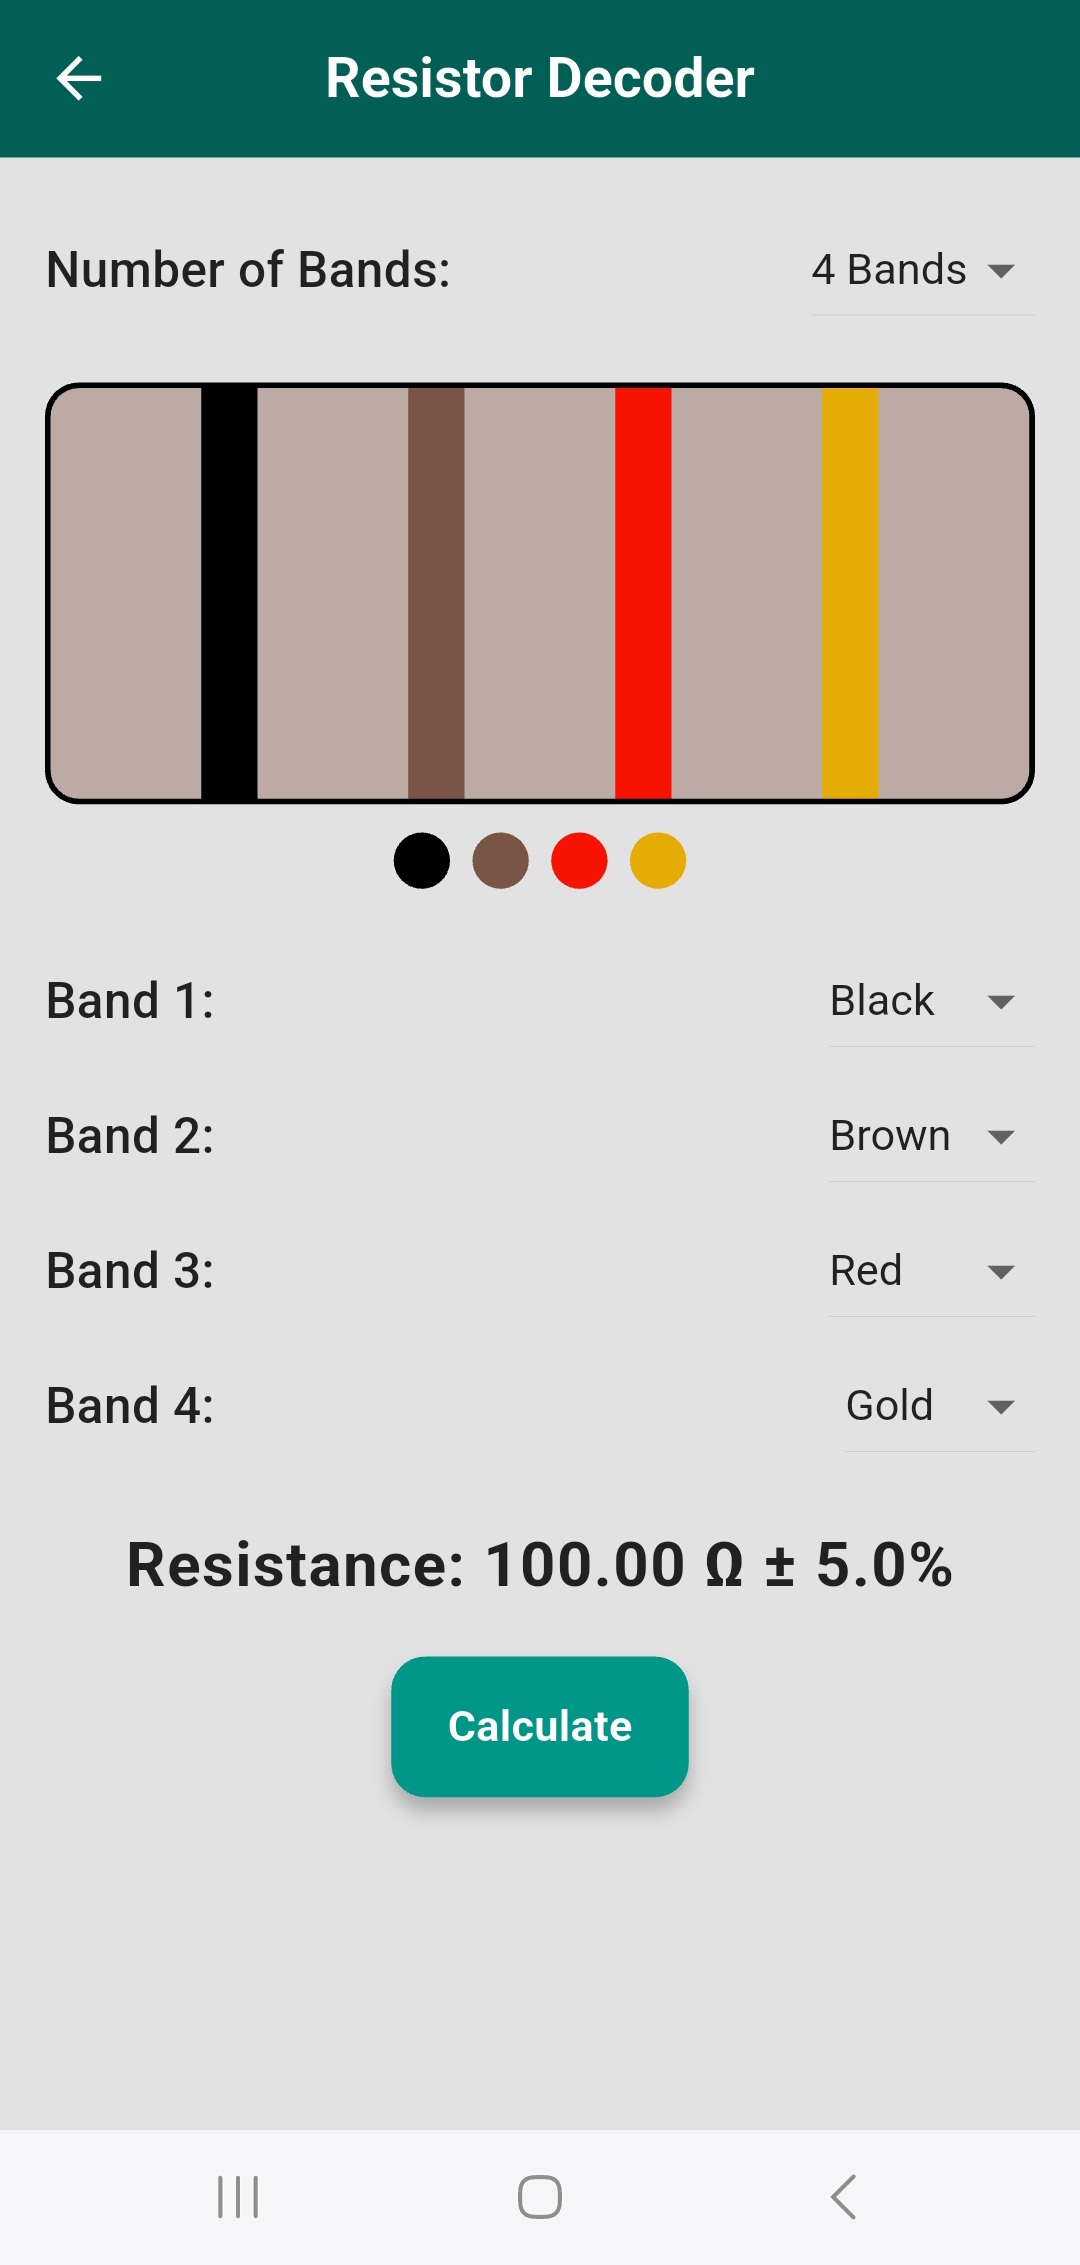 Resistor Decoder
Number of Bands: 4 Bands
Band 1: Black
Band 2: Brown
Band 3: Red
Band 4: Gold
Resistance: 100.00 Ω ± 5.0%
Calculate